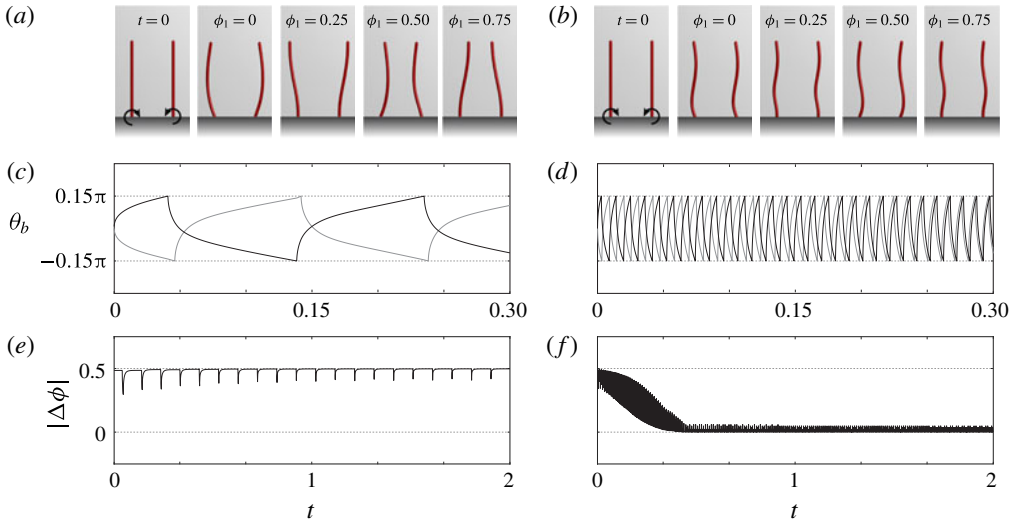 (a) t = 0 ϕ₁ = 0 ϕ₁ = 0.25 ϕ₁ = 0.50 ϕ₁ = 0.75
(b) t = 0 ϕ₁ = 0 ϕ₁ = 0.25 ϕ₁ = 0.50 ϕ₁ = 0.75
(c)
0.15π
θ_b
−0.15π
0 0.15 0.30
(d)
0 0.15 0.30
(e)
0.5
|Δϕ|
0
0 1 2
t
(f)
0 1 2
t